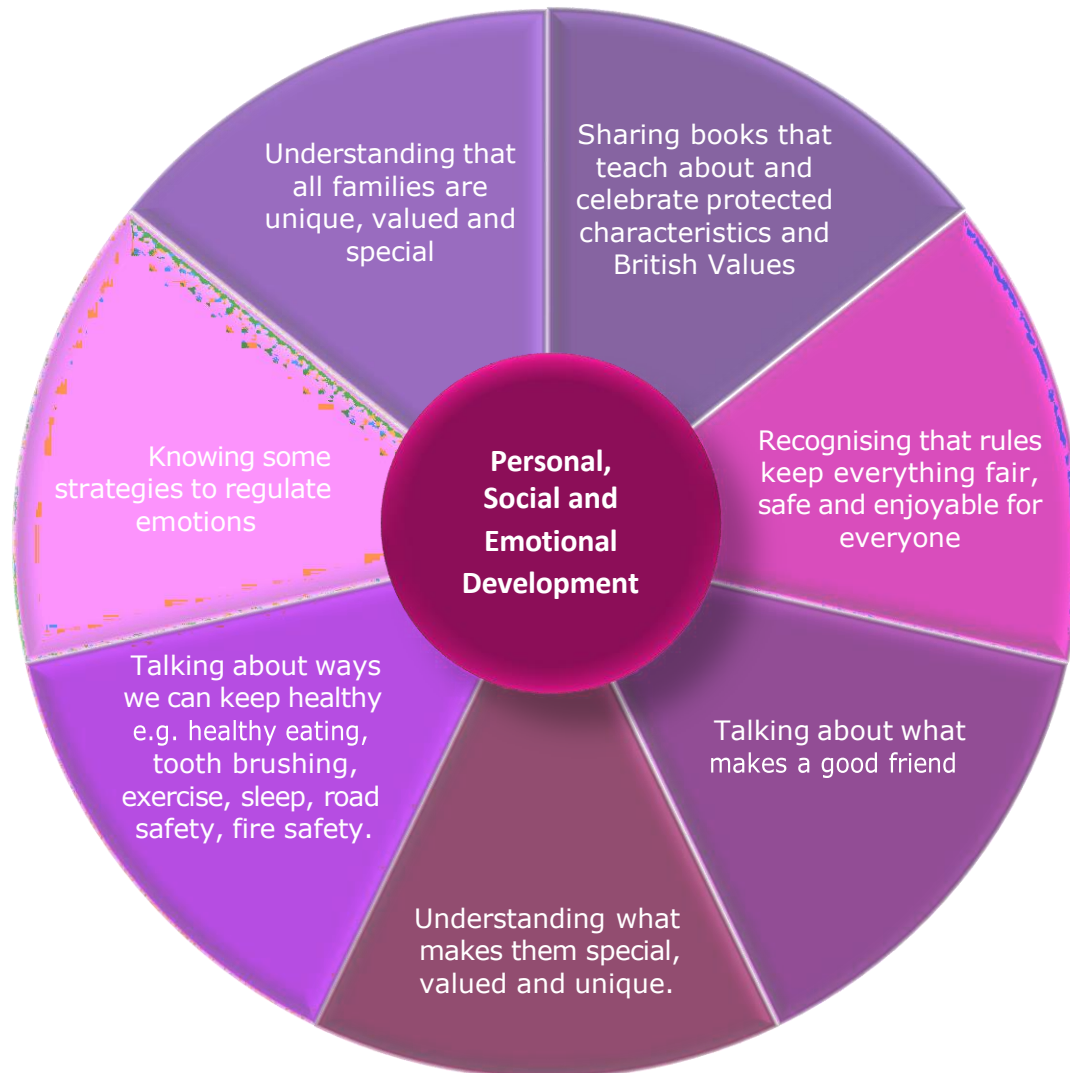 Understanding that
all families are
unique, valued and
special
Sharing books that
teach about and
celebrate protected
characteristics and
British Values
Recognising that rules
keep everything fair,
safe and enjoyable for
everyone
Talking about what
makes a good friend
Understanding what
makes them special,
valued and unique.
Talking about ways
we can keep healthy
e.g. healthy eating,
tooth brushing,
exercise, sleep, road
safety, fire safety.
Knowing some
strategies to regulate
emotions
Personal,
Social and
Emotional
Development